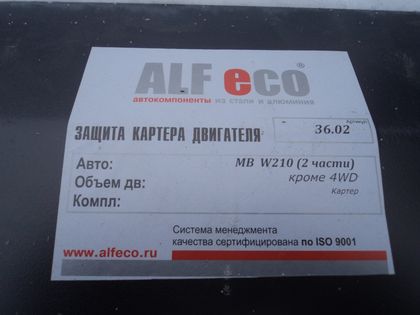 ALF eco®
автокомпоненты из стали и алюминия
Артикул
ЗАЩИТА КАРТЕРА ДВИГАТЕЛЯ 36.02
Авто: MB W210 (2 части)
Объем дв: кроме 4WD
Картер
Компл:
Система менеджмента
качества сертифицирована по ISO 9001
www.alfeco.ru